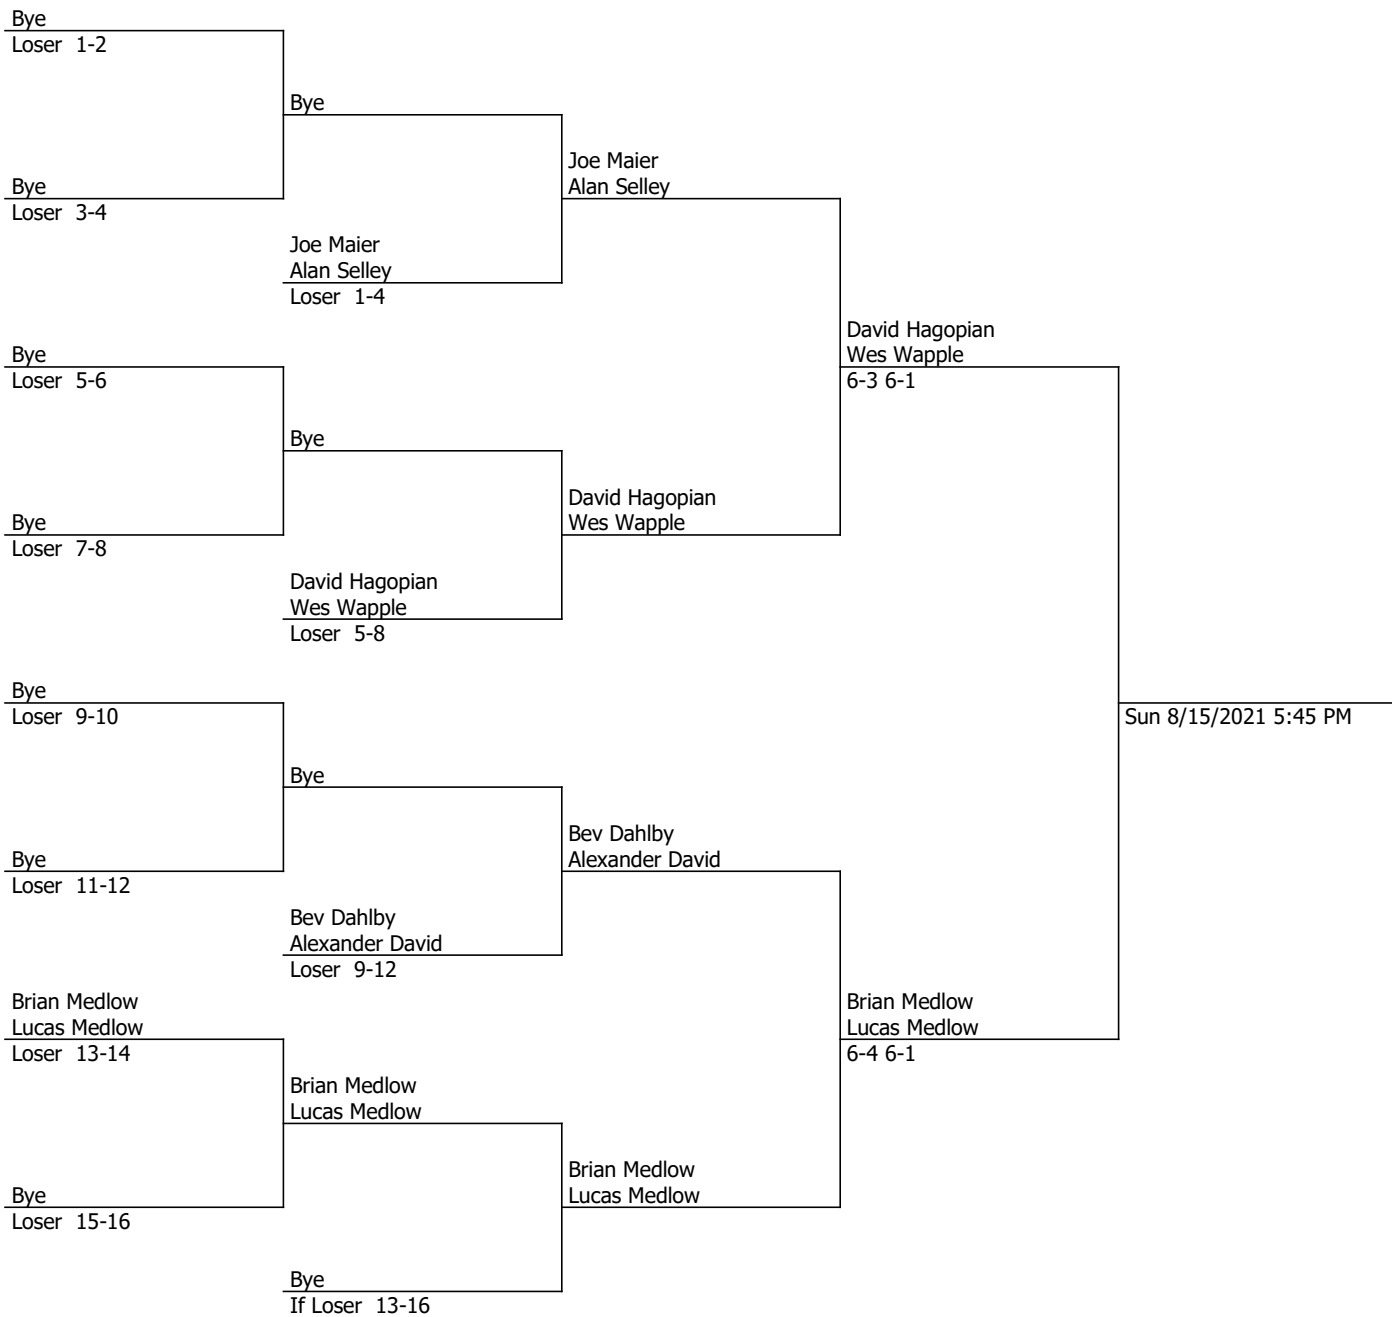 Bye
Loser 1-2
Bye
Joe Maier
Alan Selley
Bye
Loser 3-4
Joe Maier
Alan Selley
Loser 1-4
David Hagopian
Wes Wapple
6-3 6-1
Bye
Loser 5-6
Bye
David Hagopian
Wes Wapple
Bye
Loser 7-8
David Hagopian
Wes Wapple
Loser 5-8
Bye
Loser 9-10
Sun 8/15/2021 5:45 PM
Bye
Bev Dahlby
Alexander David
Bye
Loser 11-12
Bev Dahlby
Alexander David
Loser 9-12
Brian Medlow
Lucas Medlow
Loser 13-14
Brian Medlow
Lucas Medlow
6-4 6-1
Brian Medlow
Lucas Medlow
Brian Medlow
Lucas Medlow
Bye
Loser 15-16
Bye
If Loser 13-16